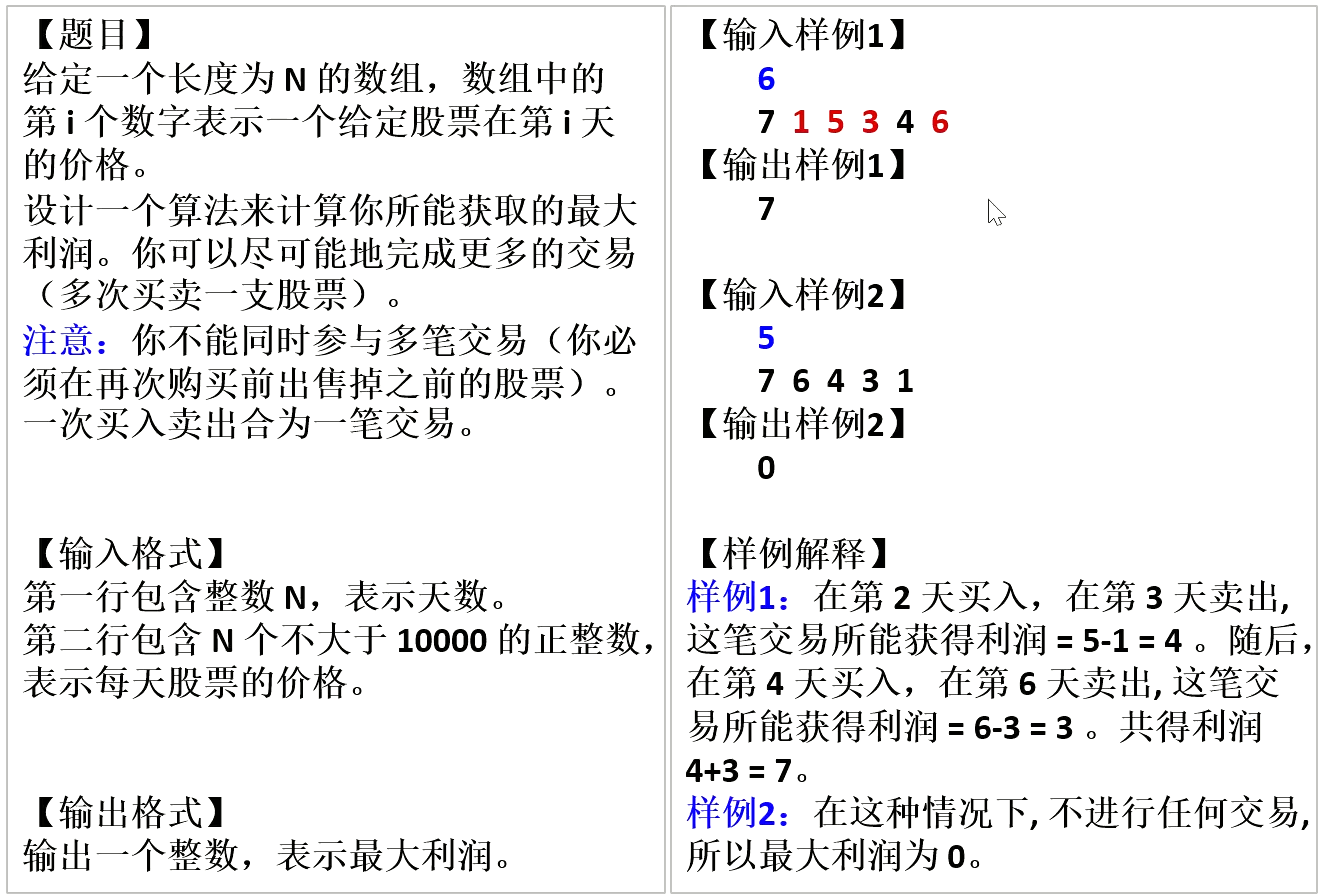 【题目】
给定一个长度为 N 的数组，数组中的
第 i 个数字表示一个给定股票在第 i 天
的价格。
设计一个算法来计算你所能获取的最大
利润。你可以尽可能地完成更多的交易
（多次买卖一支股票）。
注意：你不能同时参与多笔交易（你必
须在再次购买前出售掉之前的股票）。
一次买入卖出合为一笔交易。
【输入格式】
第一行包含整数 N，表示天数。
第二行包含 N 个不大于 10000 的正整数，
表示每天股票的价格。
【输出格式】
输出一个整数，表示最大利润。
【输入样例1】
6
7 1 5 3 4 6
【输出样例1】
7
【输入样例2】
5
7 6 4 3 1
【输出样例2】
0
【样例解释】
样例1：在第 2 天买入，在第 3 天卖出,
这笔交易所能获得利润 = 5-1 = 4 。随后，
在第 4 天买入，在第 6 天卖出, 这笔交
易所能获得利润 = 6-3 = 3 。共得利润
4+3 = 7。
样例2：在这种情况下, 不进行任何交易,
所以最大利润为 0。